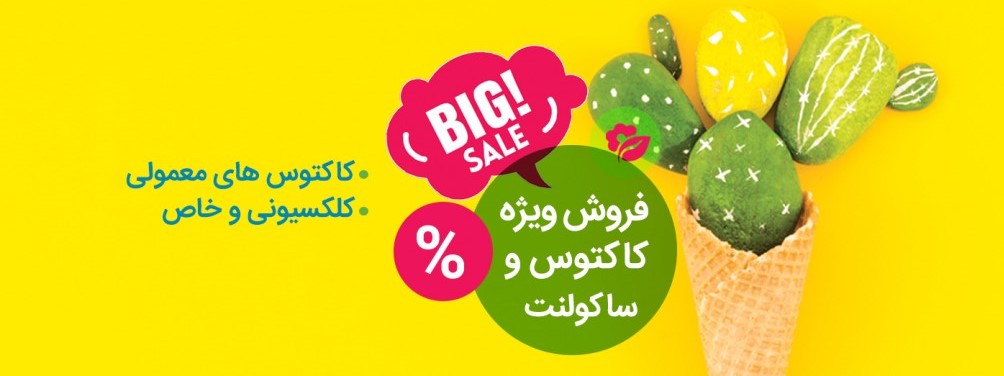 BIG!
SALE
فروش ویژه
کاکتوس و
ساکولنت
%
• کاکتوس های معمولی
• کلکسیونی و خاص